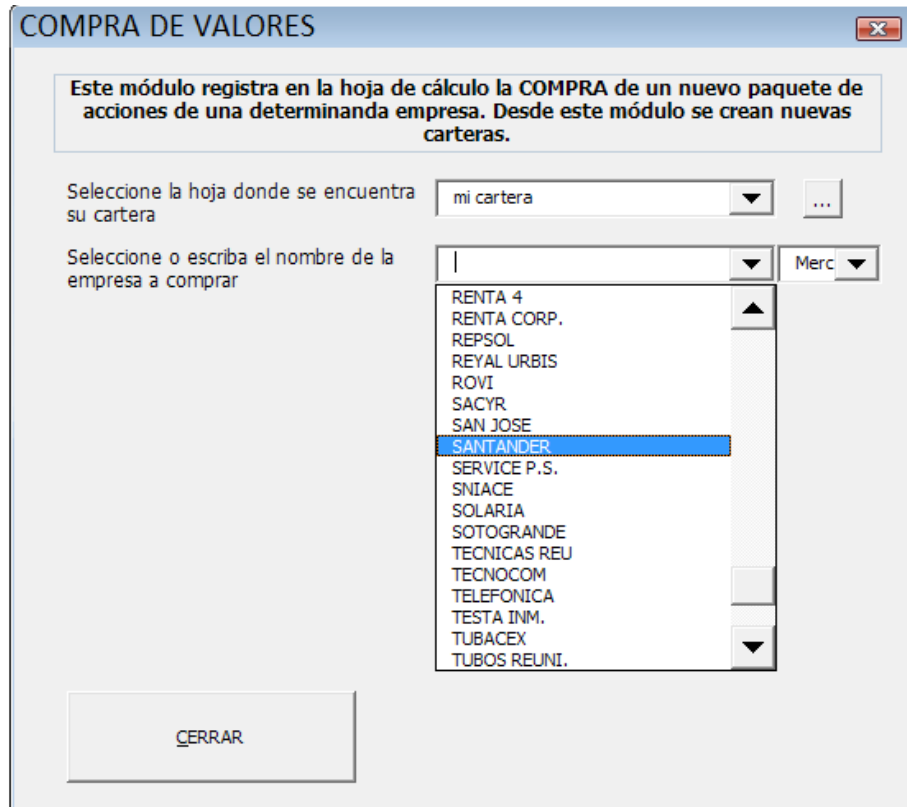 COMPRA DE VALORES
Este módulo registra en la hoja de cálculo la COMPRA de un nuevo paquete de
acciones de una determinanda empresa. Desde este módulo se crean nuevas
carteras.
Seleccione la hoja donde se encuentra
su cartera
mi cartera
...
Seleccione o escriba el nombre de la
empresa a comprar
Merc
RENTA 4
RENTA CORP.
REPSOL
REYAL URBIS
ROVI
SACYR
SAN JOSE
SANTANDER
SERVICE P.S.
SNIACE
SOLARIA
SOTOGRANDE
TECNICAS REU
TECNOCOM
TELEFONICA
TESTA INM.
TUBACEX
TUBOS REUNI.
CERRAR